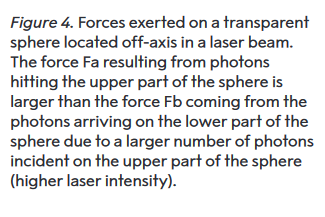 Figure 4. Forces exerted on a transparent
sphere located off-axis in a laser beam.
The force Fa resulting from photons
hitting the upper part of the sphere is
larger than the force Fb coming from the
photons arriving on the lower part of the
sphere due to a larger number of photons
incident on the upper part of the sphere
(higher laser intensity).